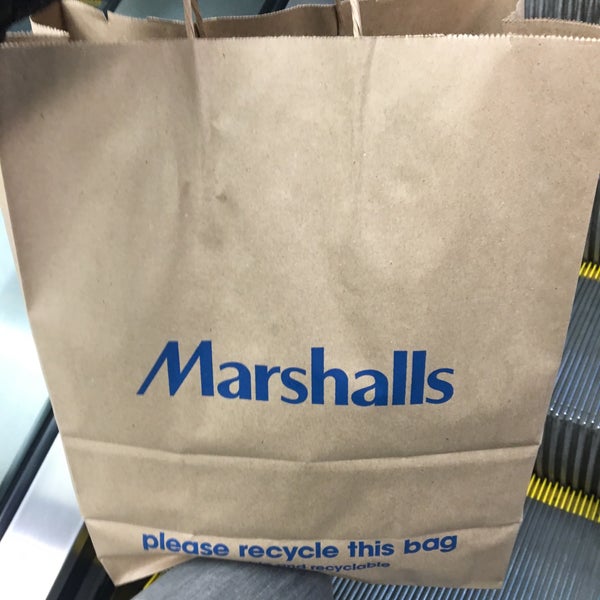 Marshalls
please recycle this bag
recyclable